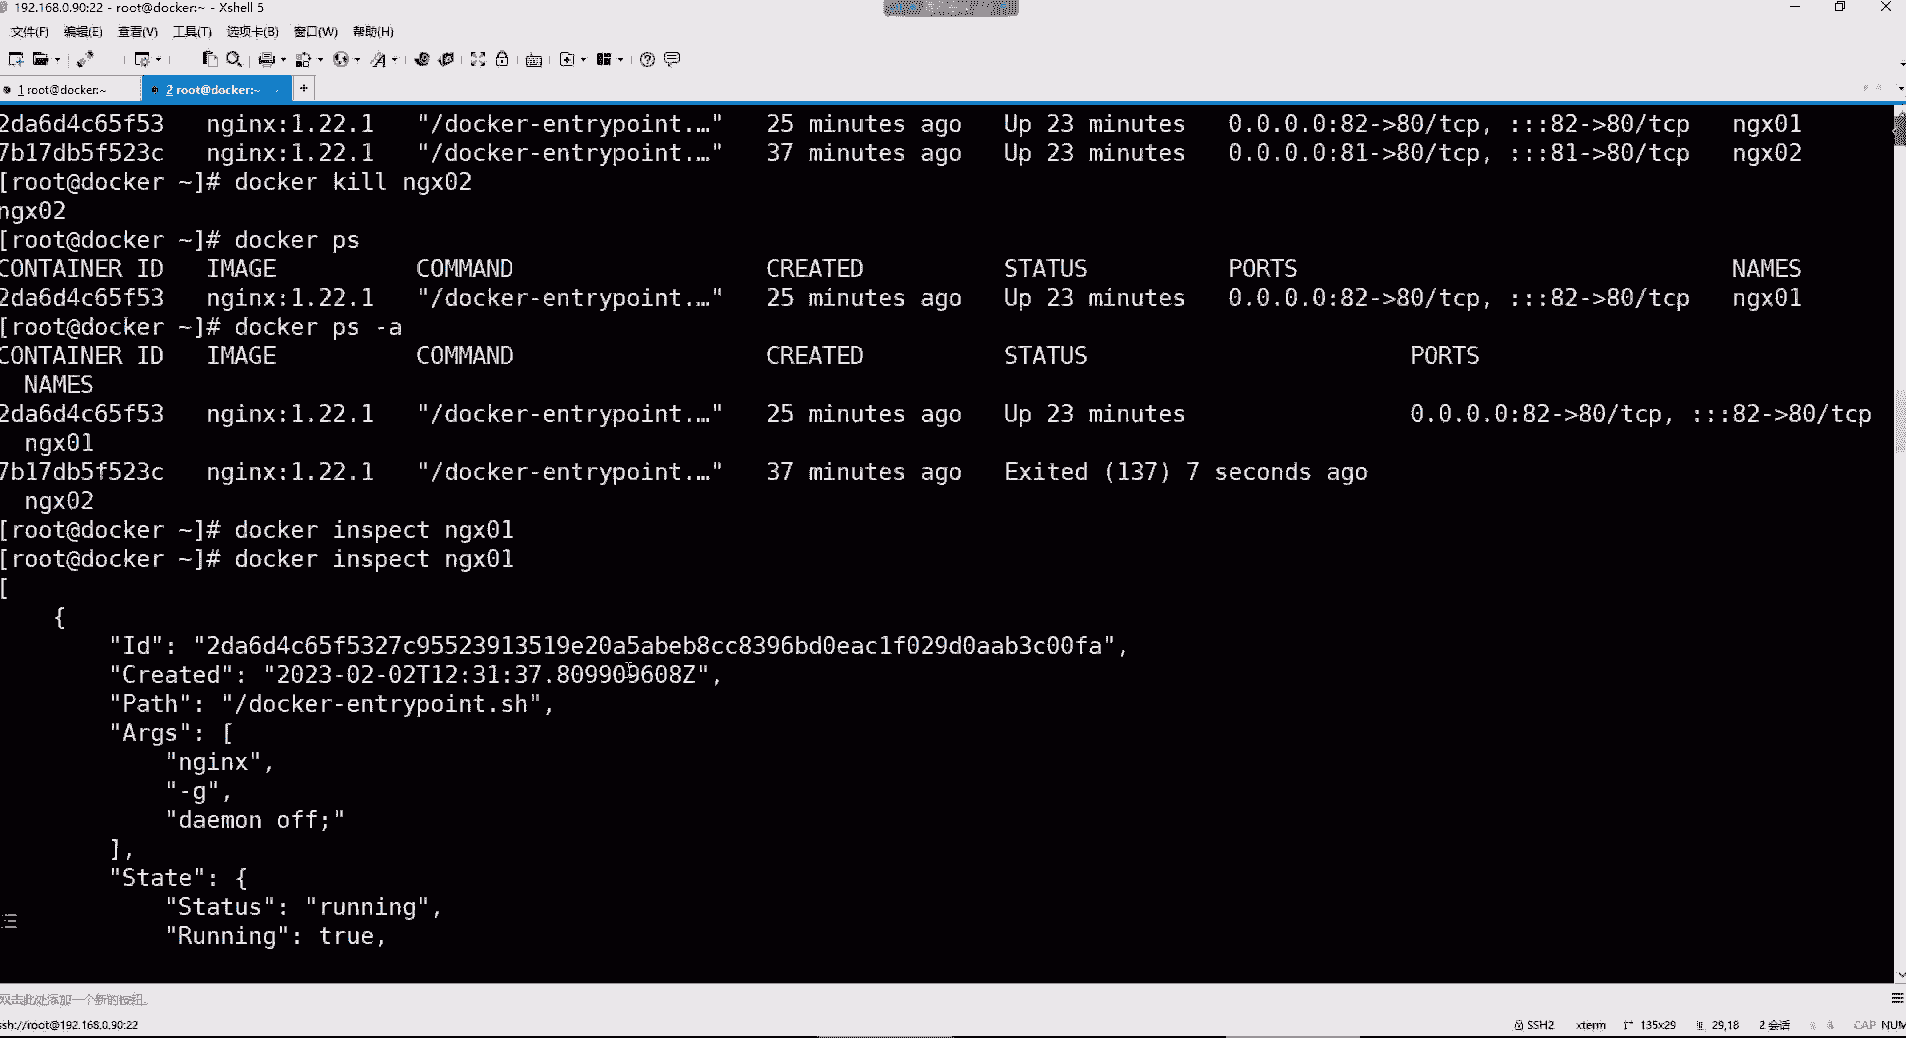 192.168.0.90:22 - root@docker:~ - Xshell 5
文件(F) 编辑(E) 查看(V) 工具(T) 选项卡(B) 窗口(W) 帮助(H)
1 root@docker:~ 2 root@docker:~ +
2da6d4c65f53 nginx:1.22.1 "/docker-entrypoint.…" 25 minutes ago Up 23 minutes 0.0.0.0:82->80/tcp, :::82->80/tcp ngx01
7b17db5f523c nginx:1.22.1 "/docker-entrypoint.…" 37 minutes ago Up 23 minutes 0.0.0.0:81->80/tcp, :::81->80/tcp ngx02
[root@docker ~]# docker kill ngx02
ngx02
[root@docker ~]# docker ps
CONTAINER ID IMAGE COMMAND CREATED STATUS PORTS NAMES
2da6d4c65f53 nginx:1.22.1 "/docker-entrypoint.…" 25 minutes ago Up 23 minutes 0.0.0.0:82->80/tcp, :::82->80/tcp ngx01
[root@docker ~]# docker ps -a
CONTAINER ID IMAGE COMMAND CREATED STATUS PORTS
NAMES
2da6d4c65f53 nginx:1.22.1 "/docker-entrypoint.…" 25 minutes ago Up 23 minutes 0.0.0.0:82->80/tcp, :::82->80/tcp
ngx01
7b17db5f523c nginx:1.22.1 "/docker-entrypoint.…" 37 minutes ago Exited (137) 7 seconds ago
ngx02
[root@docker ~]# docker inspect ngx01
[root@docker ~]# docker inspect ngx01
[
{
"Id": "2da6d4c65f5327c95523913519e20a5abeb8cc8396bd0eac1f029d0aab3c00fa",
"Created": "2023-02-02T12:31:37.809909608Z",
"Path": "/docker-entrypoint.sh",
"Args": [
"nginx",
"-g",
"daemon off;"
],
"State": {
"Status": "running",
"Running": true,
双击此处添加一个新的按钮。
ssh://root@192.168.0.90:22 SSH2 xterm 135x29 29,18 2 会话 CAP NUM